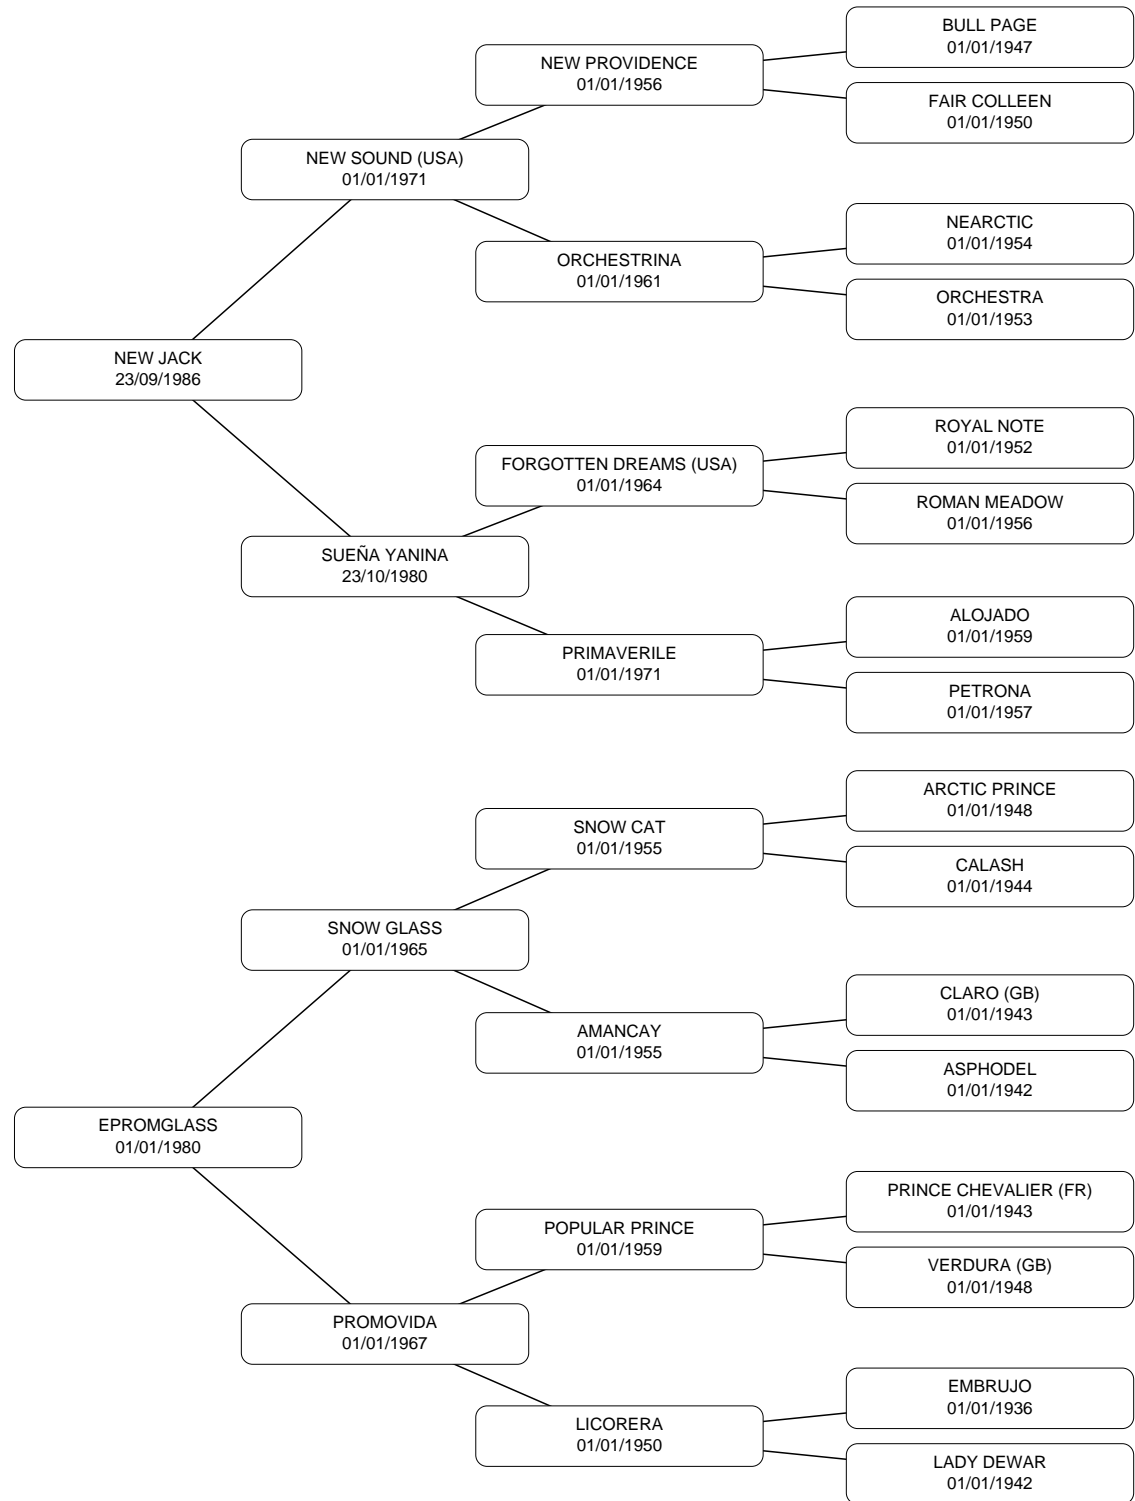 BULL PAGE
01/01/1947
NEW PROVIDENCE
01/01/1956
FAIR COLLEEN
01/01/1950
NEW SOUND (USA)
01/01/1971
NEARCTIC
01/01/1954
ORCHESTRINA
01/01/1961
ORCHESTRA
01/01/1953
NEW JACK
23/09/1986
ROYAL NOTE
01/01/1952
FORGOTTEN DREAMS (USA)
01/01/1964
ROMAN MEADOW
01/01/1956
SUEÑA YANINA
23/10/1980
ALOJADO
01/01/1959
PRIMAVERILE
01/01/1971
PETRONA
01/01/1957
ARCTIC PRINCE
01/01/1948
SNOW CAT
01/01/1955
CALASH
01/01/1944
SNOW GLASS
01/01/1965
CLARO (GB)
01/01/1943
AMANCAY
01/01/1955
ASPHODEL
01/01/1942
EPROMGLASS
01/01/1980
PRINCE CHEVALIER (FR)
01/01/1943
POPULAR PRINCE
01/01/1959
VERDURA (GB)
01/01/1948
PROMOVIDA
01/01/1967
EMBRUJO
01/01/1936
LICORERA
01/01/1950
LADY DEWAR
01/01/1942